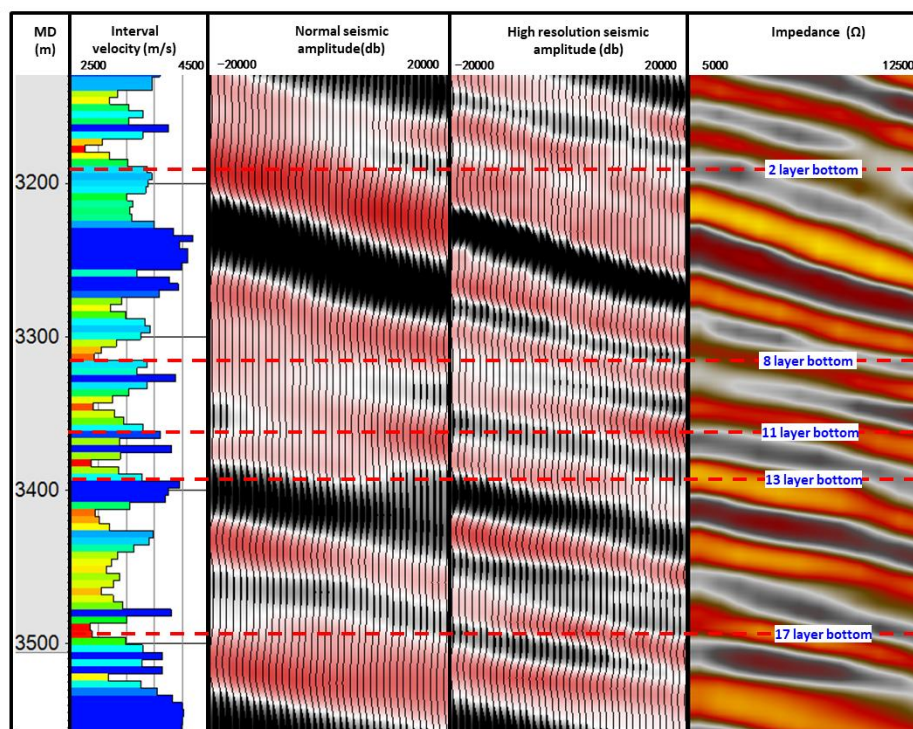 MD
(m)
Interval
velocity (m/s)
2500 4500
Normal seismic
amplitude(db)
−20000 20000
High resolution seismic
amplitude (db)
−20000 20000
Impedance (Ω)
5000 12500
2 layer bottom
3200
3300
8 layer bottom
11 layer bottom
13 layer bottom
3400
17 layer bottom
3500